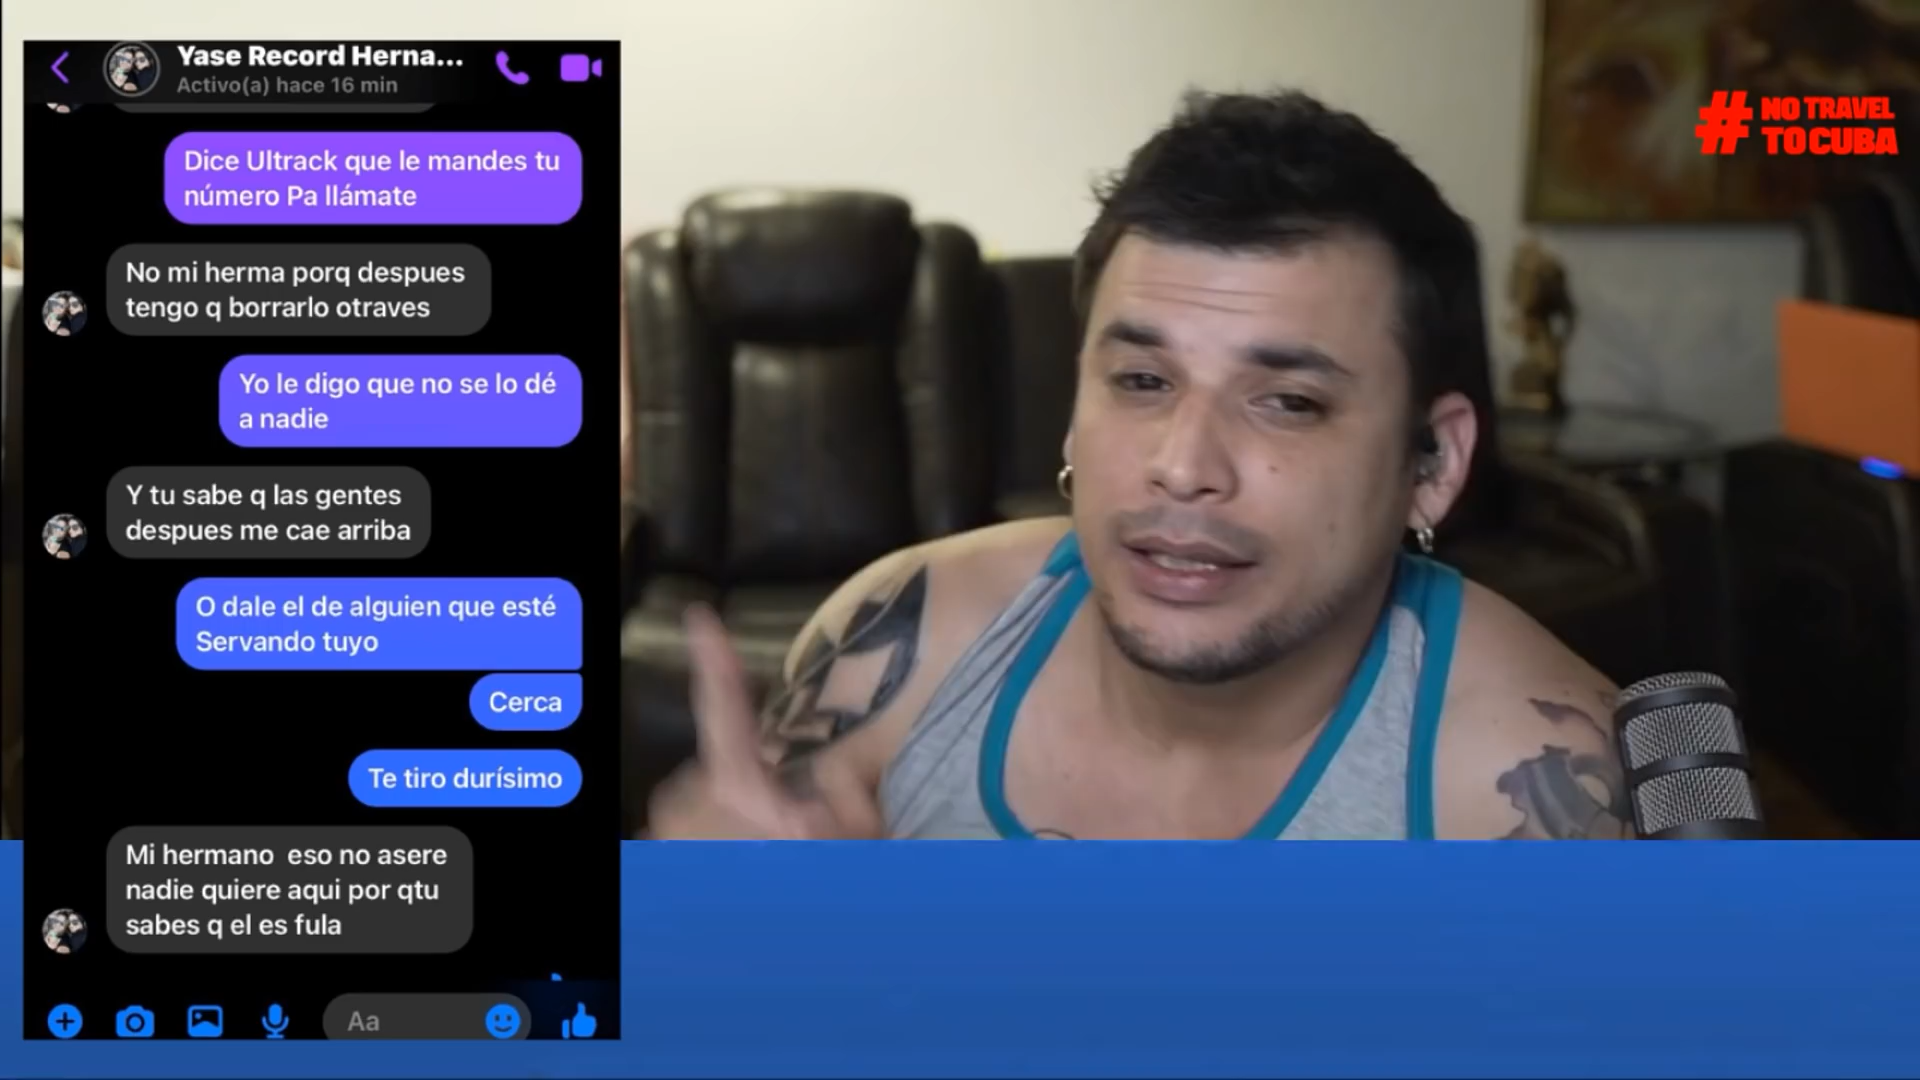 Yase Record Herna...
Activo(a) hace 16 min
Dice Ultrack que le mandes tu
número Pa llámate
No mi herma porq despues
tengo q borrarlo otraves
Yo le digo que no se lo dé
a nadie
Y tu sabe q las gentes
despues me cae arriba
O dale el de alguien que esté
Servando tuyo
Cerca
Te tiro durísimo
Mi hermano  eso no asere
nadie quiere aqui por qtu
sabes q el es fula
Aa
# NO TRAVEL
TO CUBA